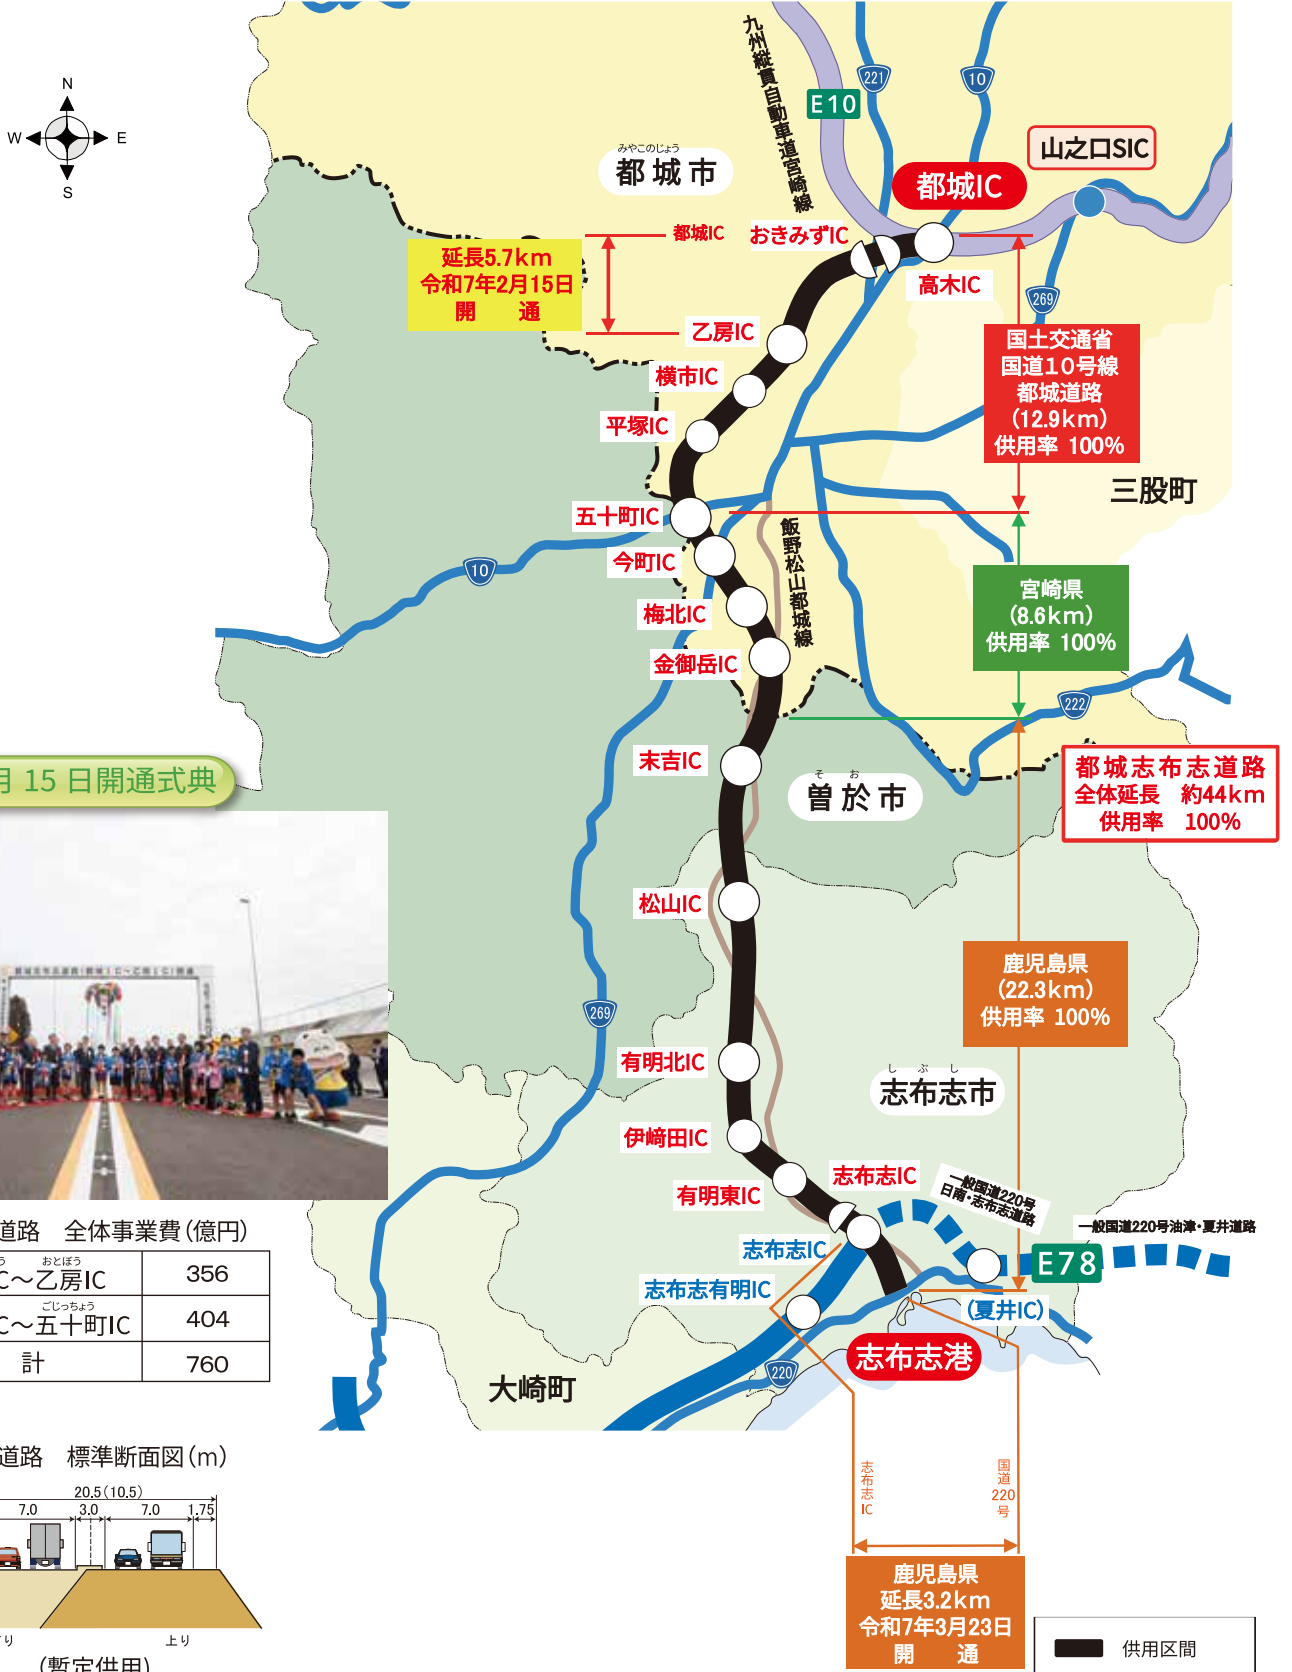 N
W
E
S
九州縦貫自動車道宮崎線
221
10
E10
山之口SIC
みやこのじょう
都城市
都城IC
都城IC
おきみずIC
高木IC
延長5.7km
令和7年2月15日
開　通
269
乙房IC
国土交通省
国道10号線
都城道路
(12.9km)
供用率 100%
横市IC
平塚IC
三股町
五十町IC
飯野松山都城線
今町IC
10
宮崎県
(8.6km)
供用率 100%
梅北IC
金御岳IC
222
末吉IC
都城志布志道路
全体延長　約44km
供用率　100%
そお
曽於市
月 15 日開通式典
松山IC
鹿児島県
(22.3km)
供用率 100%
269
有明北IC
しぶし
志布志市
伊﨑田IC
有明東IC
志布志IC
一般国道220号
日南・志布志道路
一般国道220号油津・夏井道路
志布志IC
E78
志布志有明IC
(夏井IC)
志布志港
220
大崎町
道路　全体事業費(億円)
おとぼう
C～乙房IC
356
ごじっちょう
C～五十町IC
404
計
760
道路　標準断面図(m)
20.5(10.5)
7.0
3.0
7.0
1.75
上り
(暫定供用)
志布志IC
国道220号
鹿児島県
延長3.2km
令和7年3月23日
開　通
供用区間